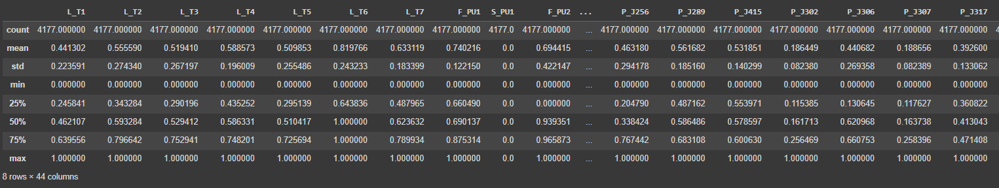 L_T1 L_T2 L_T3 L_T4 L_T5 L_T6 L_T7 F_PU1 S_PU1 F_PU2 ... P_J256 P_J289 P_J415 P_J302 P_J306 P_J307 P_J317
count 4177.000000 4177.000000 4177.000000 4177.000000 4177.000000 4177.000000 4177.000000 4177.000000 4177.0 4177.000000 ... 4177.000000 4177.000000 4177.000000 4177.000000 4177.000000 4177.000000 4177.000000
mean 0.441302 0.555590 0.519410 0.588573 0.509853 0.819766 0.633119 0.740216 0.0 0.694415 ... 0.463180 0.561682 0.531851 0.186449 0.440682 0.188656 0.392600
std 0.223591 0.274340 0.267197 0.196009 0.255486 0.243233 0.183399 0.122150 0.0 0.422147 ... 0.294178 0.185160 0.140299 0.082380 0.269358 0.082389 0.133062
min 0.000000 0.000000 0.000000 0.000000 0.000000 0.000000 0.000000 0.000000 0.0 0.000000 ... 0.000000 0.000000 0.000000 0.000000 0.000000 0.000000 0.000000
25% 0.245841 0.343284 0.290196 0.435252 0.295139 0.643836 0.487965 0.660490 0.0 0.000000 ... 0.204790 0.487162 0.553971 0.115385 0.130645 0.117627 0.360822
50% 0.462107 0.593284 0.529412 0.586331 0.510417 1.000000 0.623632 0.690137 0.0 0.939351 ... 0.338424 0.586486 0.578597 0.161713 0.620968 0.163738 0.413043
75% 0.639556 0.796642 0.752941 0.748201 0.725694 1.000000 0.789934 0.875314 0.0 0.965873 ... 0.767442 0.683108 0.600630 0.256469 0.660753 0.258396 0.471408
max 1.000000 1.000000 1.000000 1.000000 1.000000 1.000000 1.000000 1.000000 0.0 1.000000 ... 1.000000 1.000000 1.000000 1.000000 1.000000 1.000000 1.000000
8 rows × 44 columns